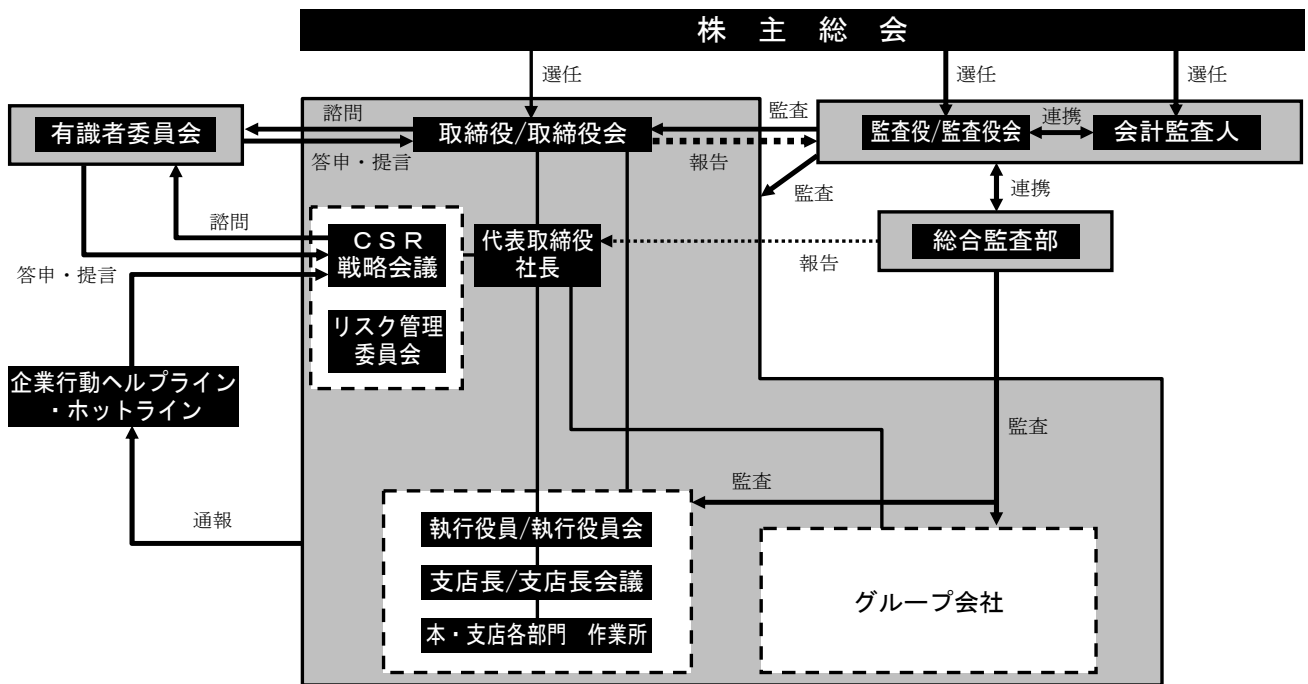 株主総会
選任
選任
選任
諮問
監査
有識者委員会
取締役/取締役会
監査役/監査役会
連携
会計監査人
答申・提言
報告
監査
連携
諮問
CSR
戦略会議
代表取締役
社長
総合監査部
答申・提言
報告
リスク管理
委員会
企業行動ヘルプライン
・ホットライン
監査
監査
通報
執行役員/執行役員会
支店長/支店長会議
グループ会社
本・支店各部門 作業所